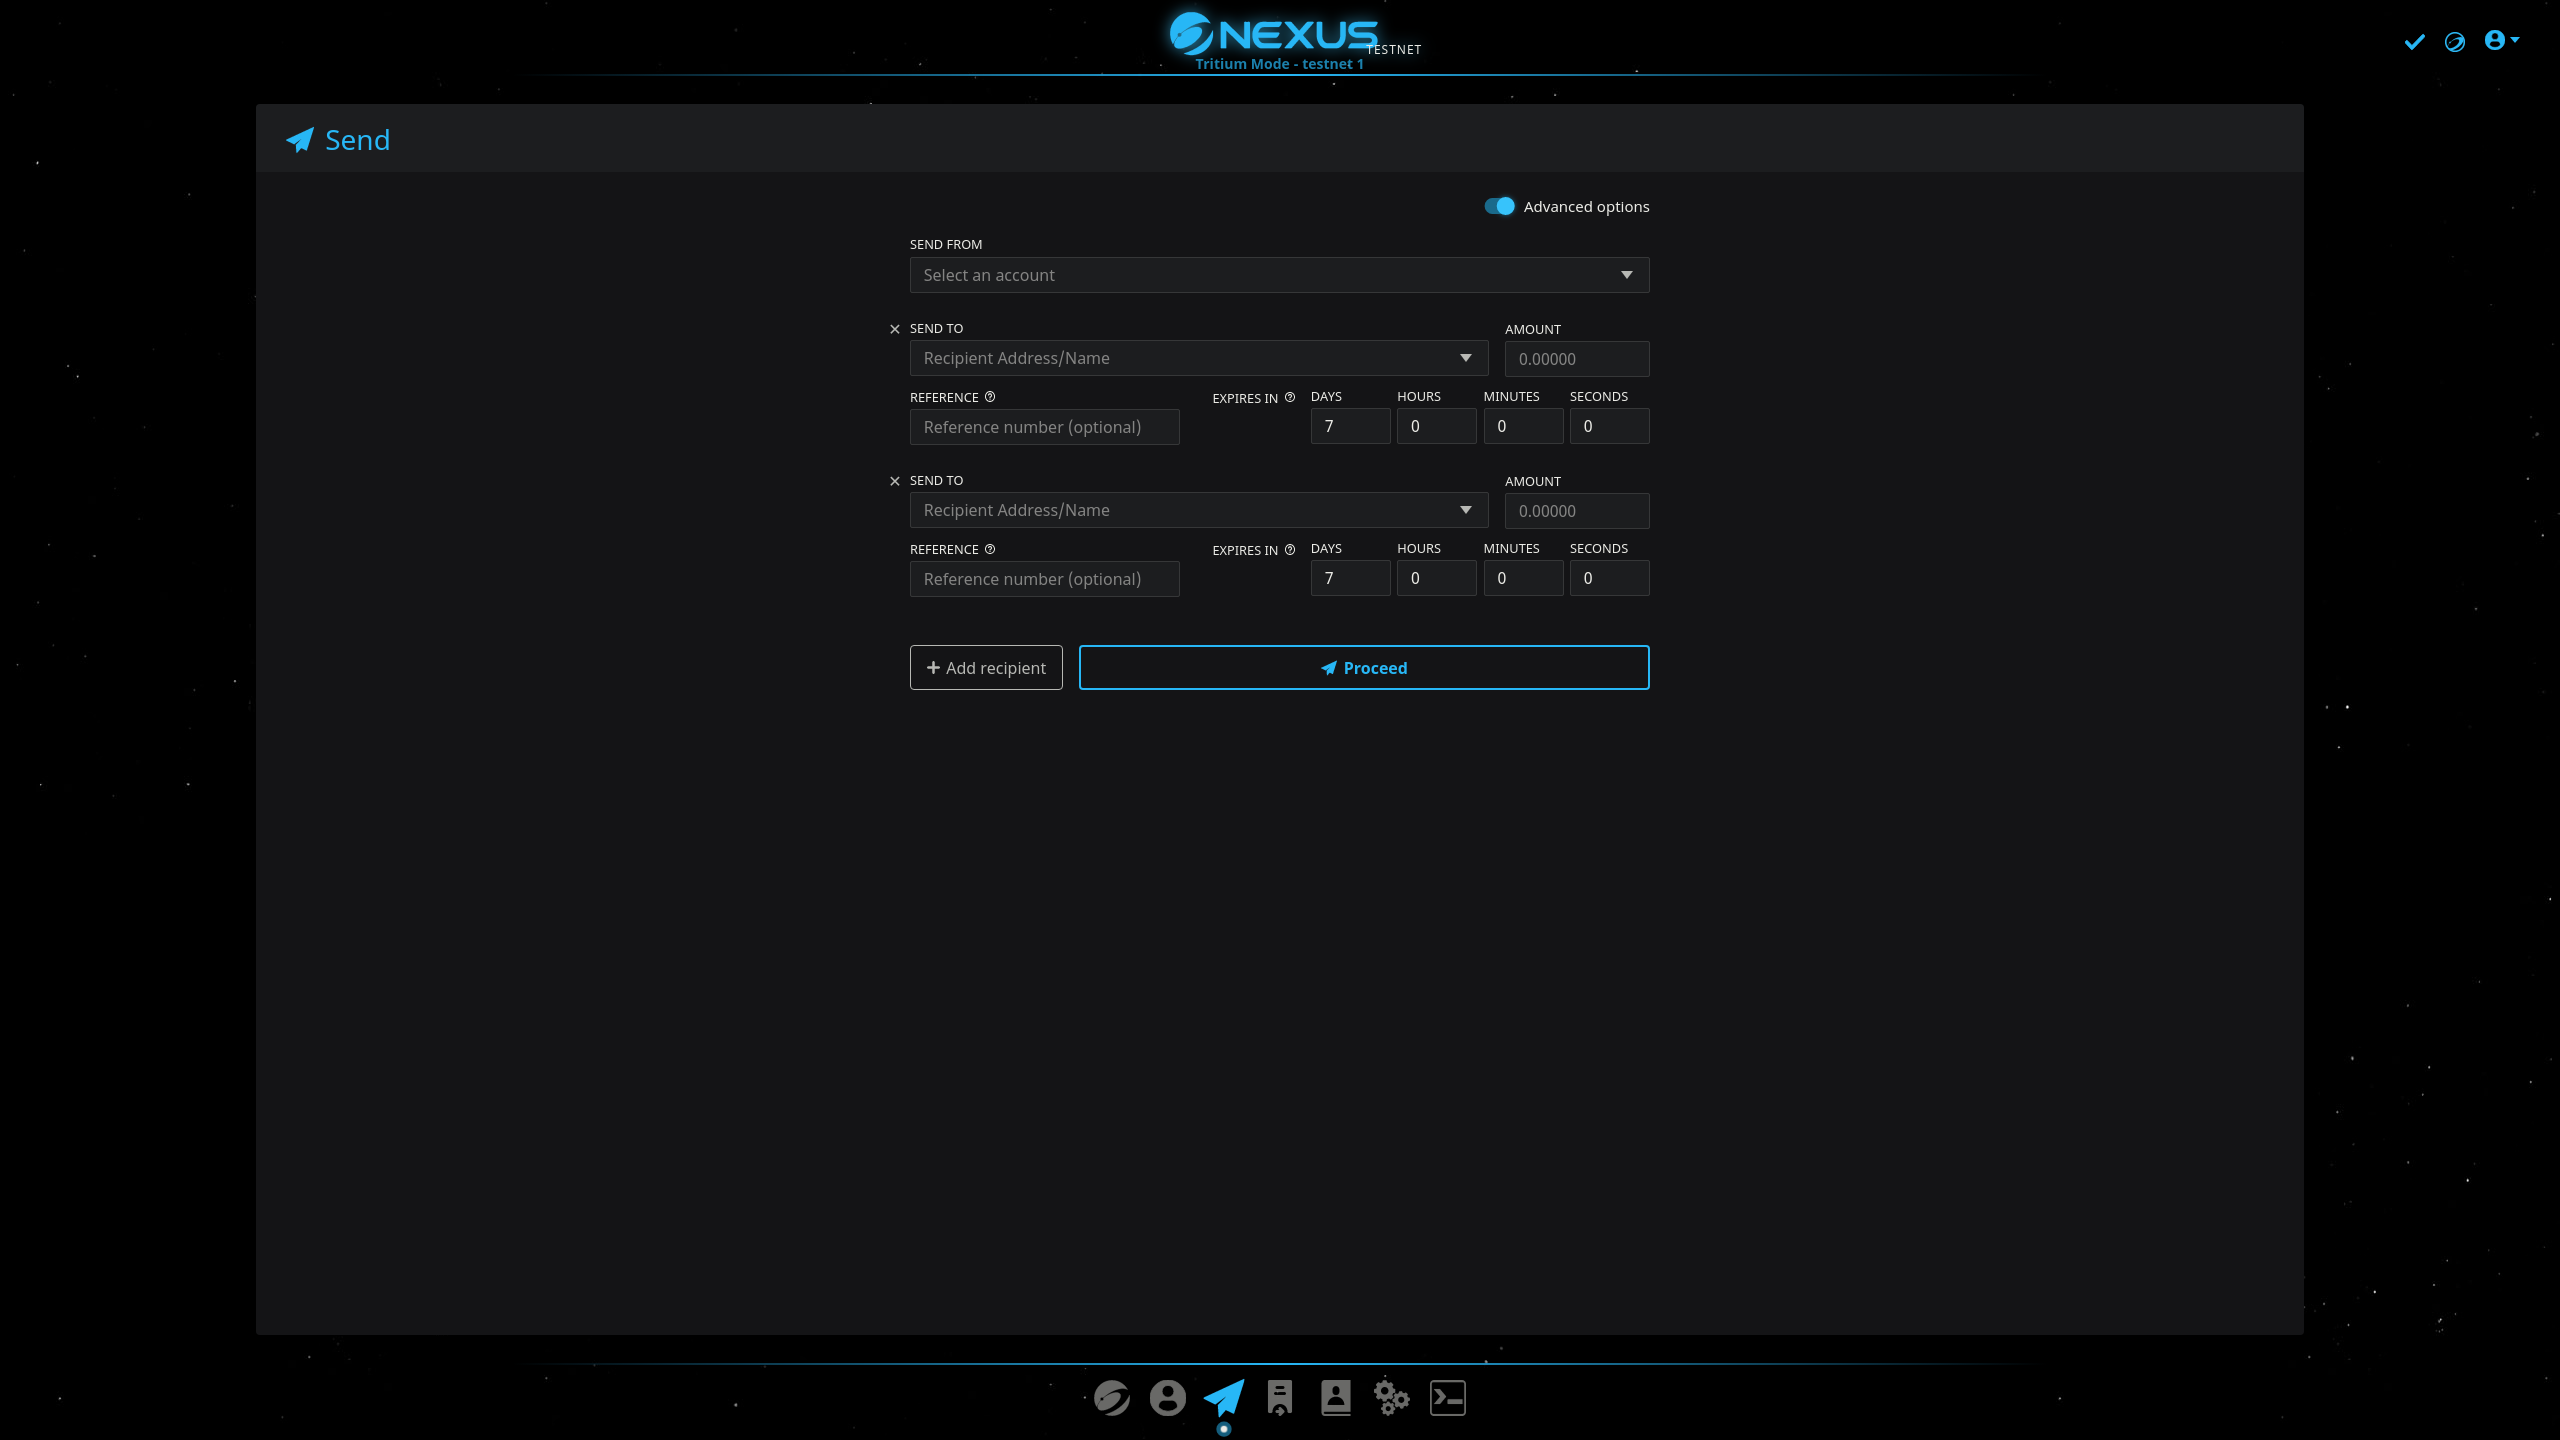 NEXUS
TESTNET
Tritium Mode - testnet 1
Send
Advanced options
SEND FROM
Select an account
SEND TO AMOUNT
Recipient Address/Name 0.00000
REFERENCE EXPIRES IN DAYS HOURS MINUTES SECONDS
Reference number (optional) 7 0 0 0
SEND TO AMOUNT
Recipient Address/Name 0.00000
REFERENCE EXPIRES IN DAYS HOURS MINUTES SECONDS
Reference number (optional) 7 0 0 0
Add recipient Proceed